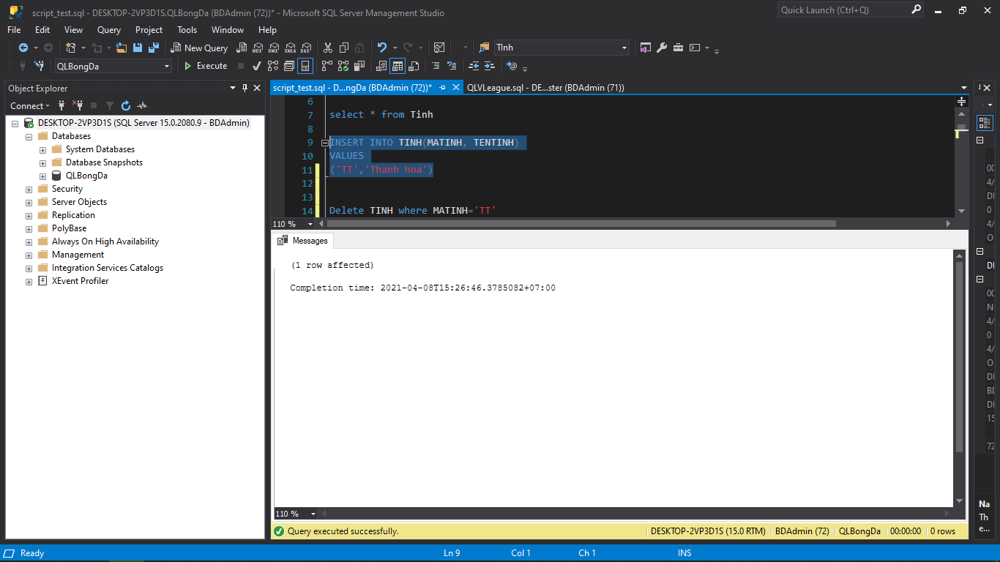 script_test.sql - DESKTOP-2VP3D1S.QLBongDa (BDAdmin (72))* - Microsoft SQL Server Management Studio
Quick Launch (Ctrl+Q)
File Edit View Query Project Tools Window Help
New Query MDX DMX XMLA DAX TInh
QLBongDa Execute
Object Explorer
Connect
DESKTOP-2VP3D1S (SQL Server 15.0.2080.9 - BDAdmin)
Databases
System Databases
Database Snapshots
QLBongDa
Security
Server Objects
Replication
PolyBase
Always On High Availability
Management
Integration Services Catalogs
XEvent Profiler
script_test.sql - D...ngDa (BDAdmin (72))* QLVLeague.sql - DE...ster (BDAdmin (71))
6
7 select * from Tinh
8
9 INSERT INTO TINH(MATINH, TENTINH)
10 VALUES
11 ('TT','Thanh hoa')
12
13
14 Delete TINH where MATINH='TT'
110 %
Messages
(1 row affected)
Completion time: 2021-04-08T15:26:46.3785082+07:00
110 %
Query executed successfully. DESKTOP-2VP3D1S (15.0 RTM) BDAdmin (72) QLBongDa 00:00:00 0 rows
00
4/
DI
0
4/
O
DI
00
N
4/
0
4/
O
DI
BI
DI
15
72
Na
Th
e...
Ready Ln 9 Col 1 Ch 1 INS